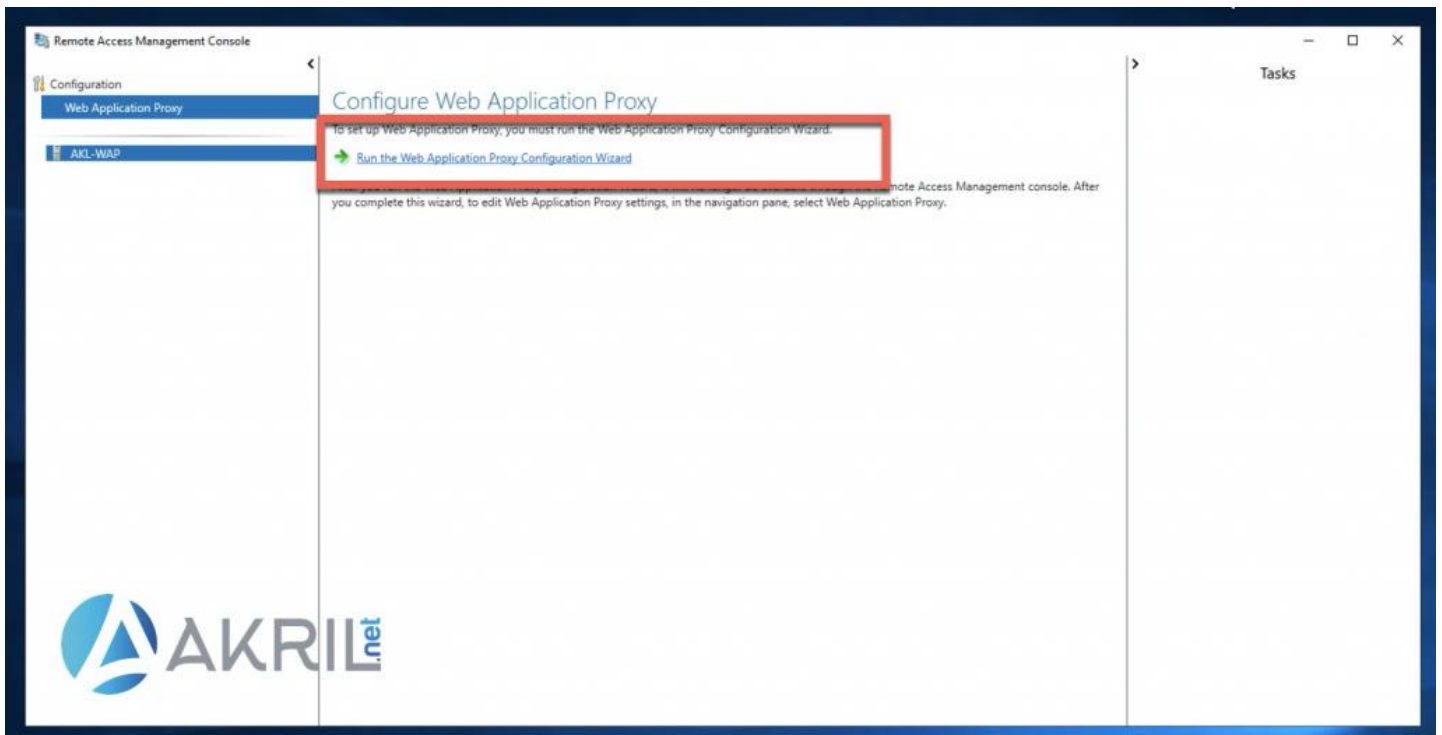 Remote Access Management Console
Configuration
Web Application Proxy
AKL-WAP
Configure Web Application Proxy
To set up Web Application Proxy, you must run the Web Application Proxy Configuration Wizard.
Run the Web Application Proxy Configuration Wizard
mote Access Management console. After
you complete this wizard, to edit Web Application Proxy settings, in the navigation pane, select Web Application Proxy.
Tasks
AKRIL.net